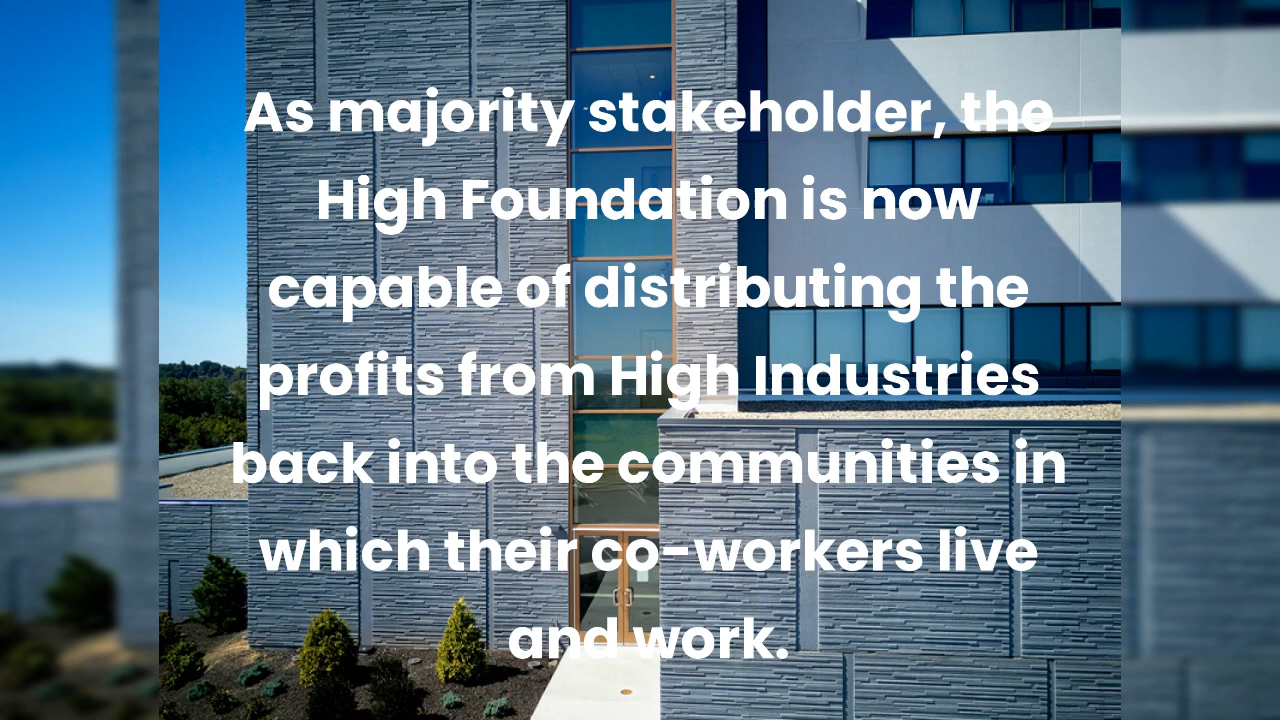 As majority stakeholder, the
High Foundation is now
capable of distributing the
profits from High Industries
back into the communities in
which their co-workers live
and work.